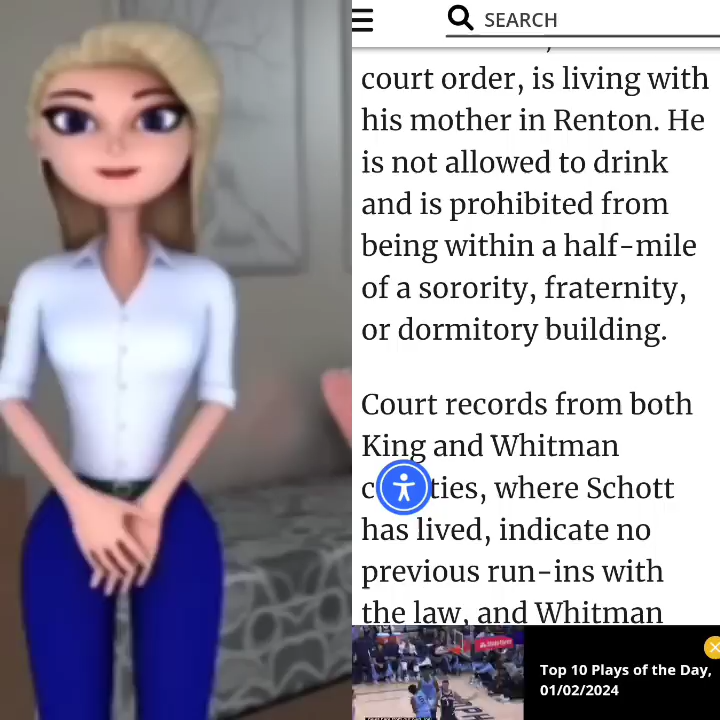 SEARCH
court order, is living with
his mother in Renton. He
is not allowed to drink
and is prohibited from
being within a half-mile
of a sorority, fraternity,
or dormitory building.
Court records from both
King and Whitman
c ties, where Schott
has lived, indicate no
previous run-ins with
the law, and Whitman
Top 10 Plays of the Day,
01/02/2024